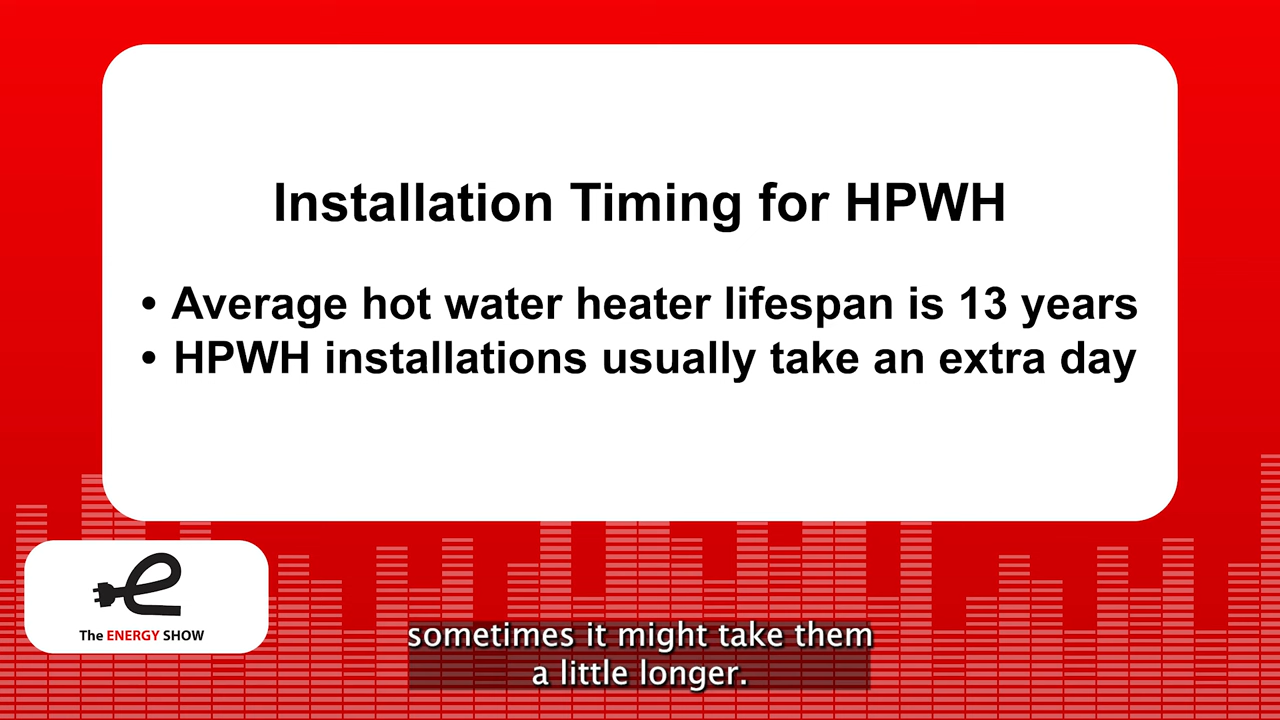 Installation Timing for HPWH
• Average hot water heater lifespan is 13 years
• HPWH installations usually take an extra day
The ENERGY SHOW
sometimes it might take them
a little longer.